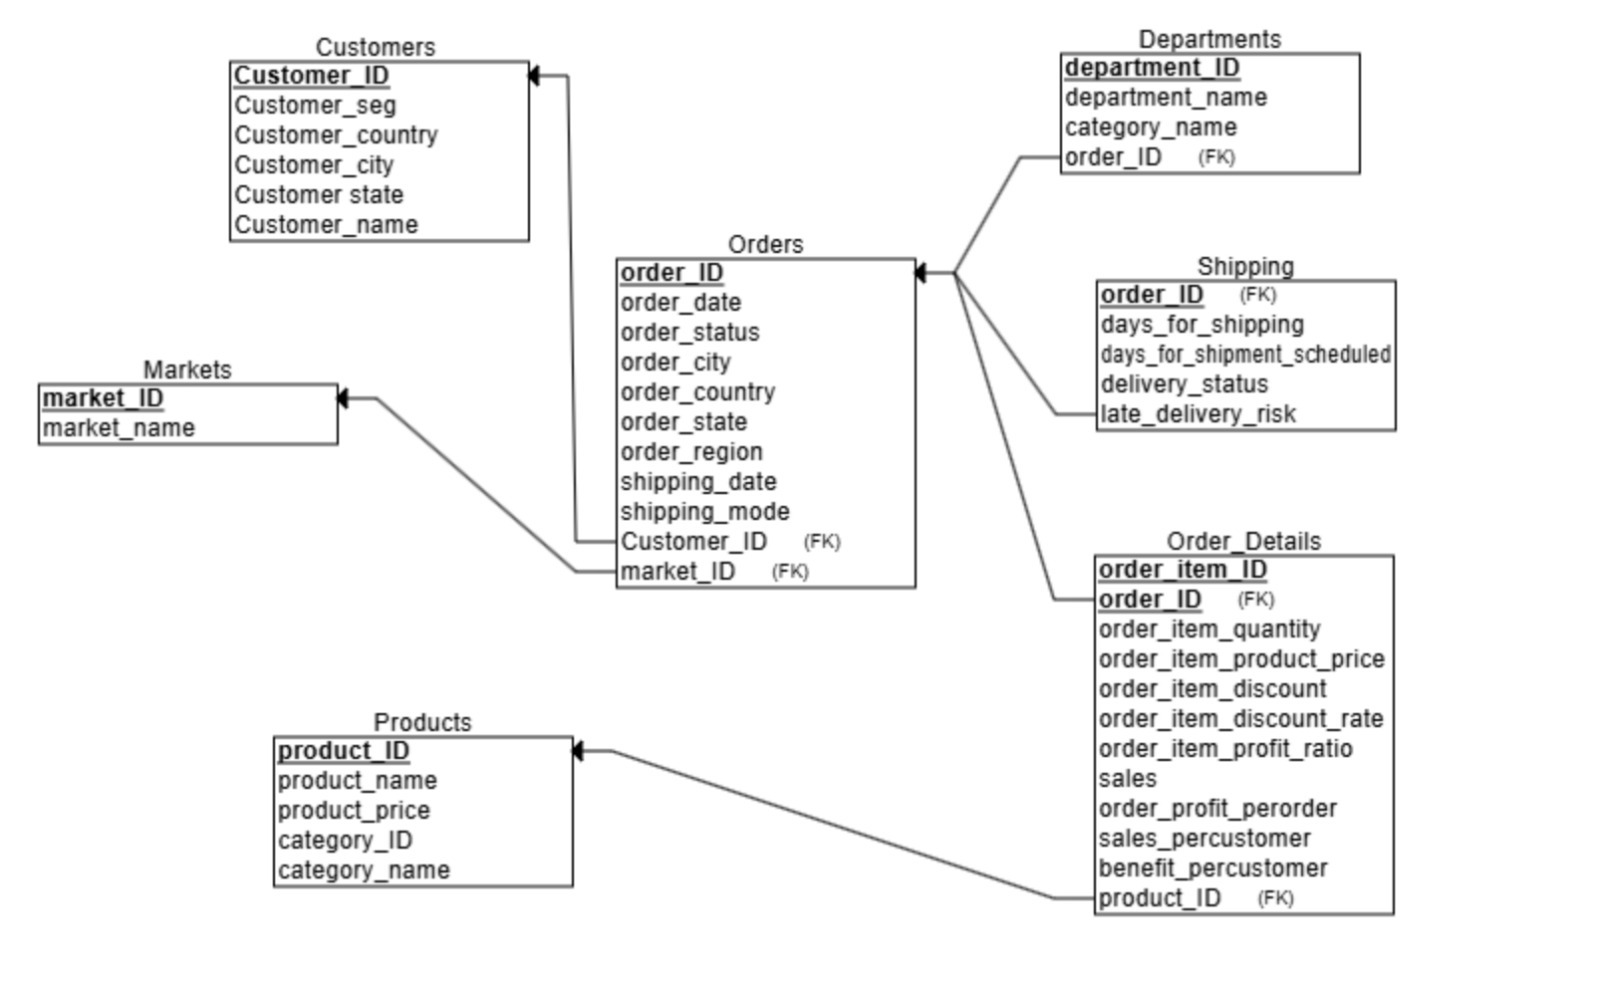 Customers
Customer_ID
Customer_seg
Customer_country
Customer_city
Customer state
Customer_name
Departments
department_ID
department_name
category_name
order_ID (FK)
Orders
order_ID
order_date
order_status
order_city
order_country
order_state
order_region
shipping_date
shipping_mode
Customer_ID (FK)
market_ID (FK)
Shipping
order_ID (FK)
days_for_shipping
days_for_shipment_scheduled
delivery_status
late_delivery_risk
Markets
market_ID
market_name
Order_Details
order_item_ID
order_ID (FK)
order_item_quantity
order_item_product_price
order_item_discount
order_item_discount_rate
order_item_profit_ratio
sales
order_profit_perorder
sales_percustomer
benefit_percustomer
product_ID (FK)
Products
product_ID
product_name
product_price
category_ID
category_name